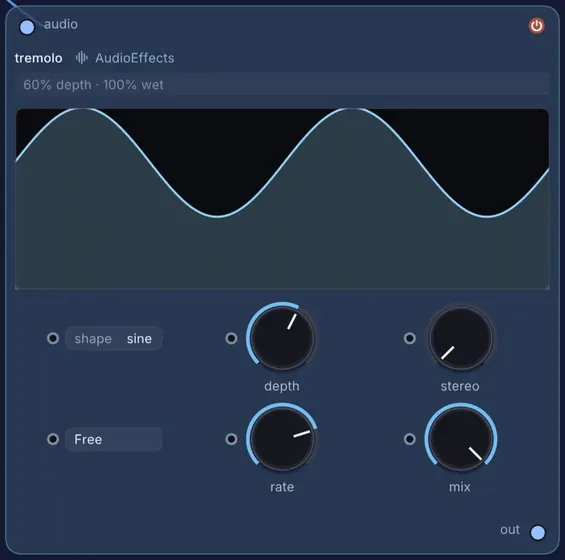 audio
tremolo AudioEffects
60% depth · 100% wet
shape sine
depth
stereo
Free
rate
mix
out